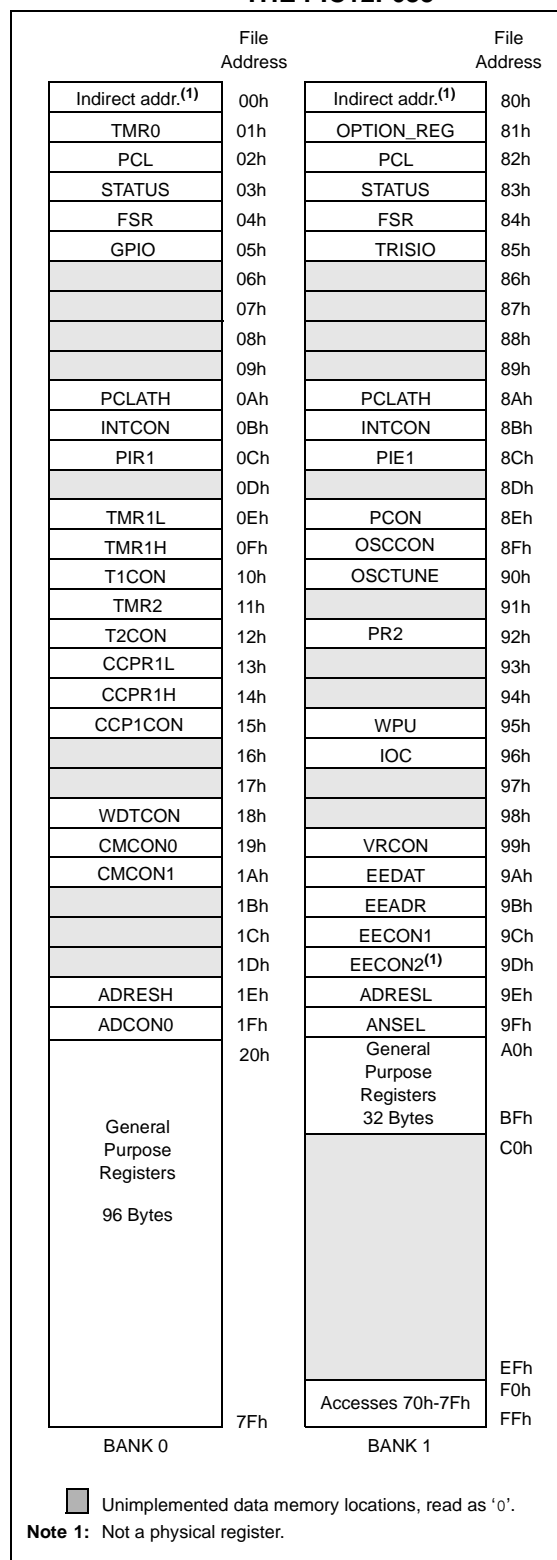 File Address File Address
Indirect addr.(1) 00h Indirect addr.(1) 80h
TMR0 01h OPTION_REG 81h
PCL 02h PCL 82h
STATUS 03h STATUS 83h
FSR 04h FSR 84h
GPIO 05h TRISIO 85h
06h 86h
07h 87h
08h 88h
09h 89h
PCLATH 0Ah PCLATH 8Ah
INTCON 0Bh INTCON 8Bh
PIR1 0Ch PIE1 8Ch
0Dh 8Dh
TMR1L 0Eh PCON 8Eh
TMR1H 0Fh OSCCON 8Fh
T1CON 10h OSCTUNE 90h
TMR2 11h 91h
T2CON 12h PR2 92h
CCPR1L 13h 93h
CCPR1H 14h 94h
CCP1CON 15h WPU 95h
16h IOC 96h
17h 97h
WDTCON 18h 98h
CMCON0 19h VRCON 99h
CMCON1 1Ah EEDAT 9Ah
1Bh EEADR 9Bh
1Ch EECON1 9Ch
1Dh EECON2(1) 9Dh
ADRESH 1Eh ADRESL 9Eh
ADCON0 1Fh ANSEL 9Fh
20h General A0h
Purpose
Registers
General 32 Bytes BFh
Purpose C0h
Registers
96 Bytes
EFh
Accesses 70h-7Fh F0h
7Fh FFh
BANK 0 BANK 1
Unimplemented data memory locations, read as '0'.
Note 1: Not a physical register.